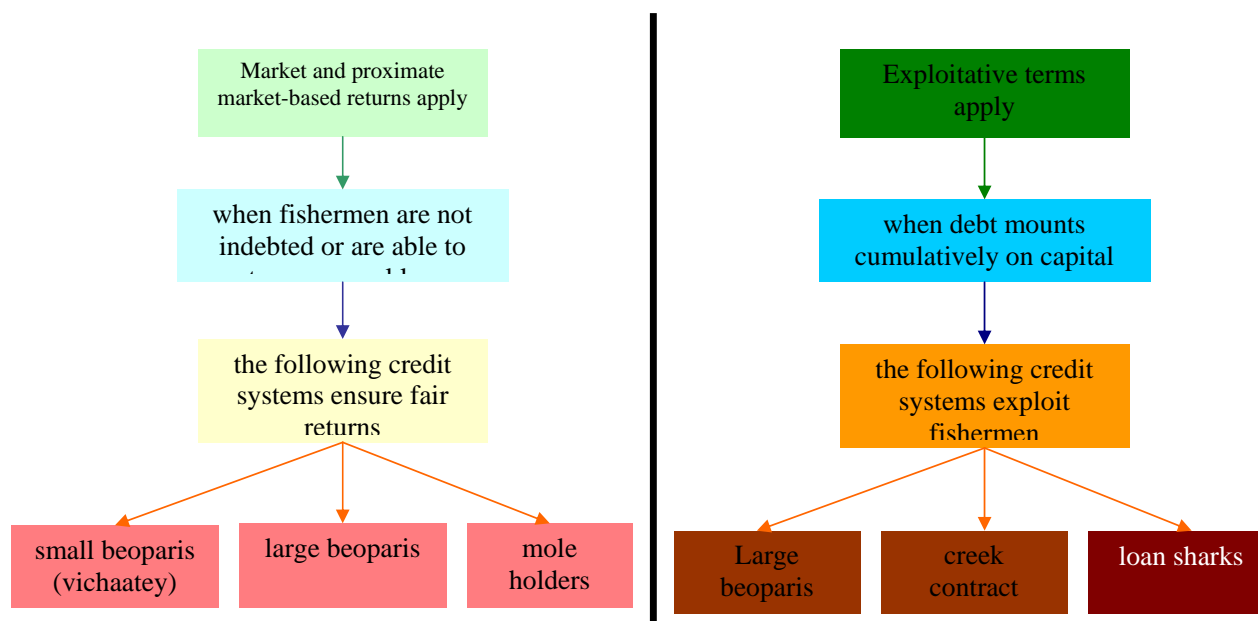 Market and proximate
market-based returns apply
when fishermen are not
indebted or are able to
the following credit
systems ensure fair
returns
small beoparis
(vichaatey)
large beoparis
mole
holders
Exploitative terms
apply
when debt mounts
cumulatively on capital
the following credit
systems exploit
fishermen
Large
beoparis
creek
contract
loan sharks